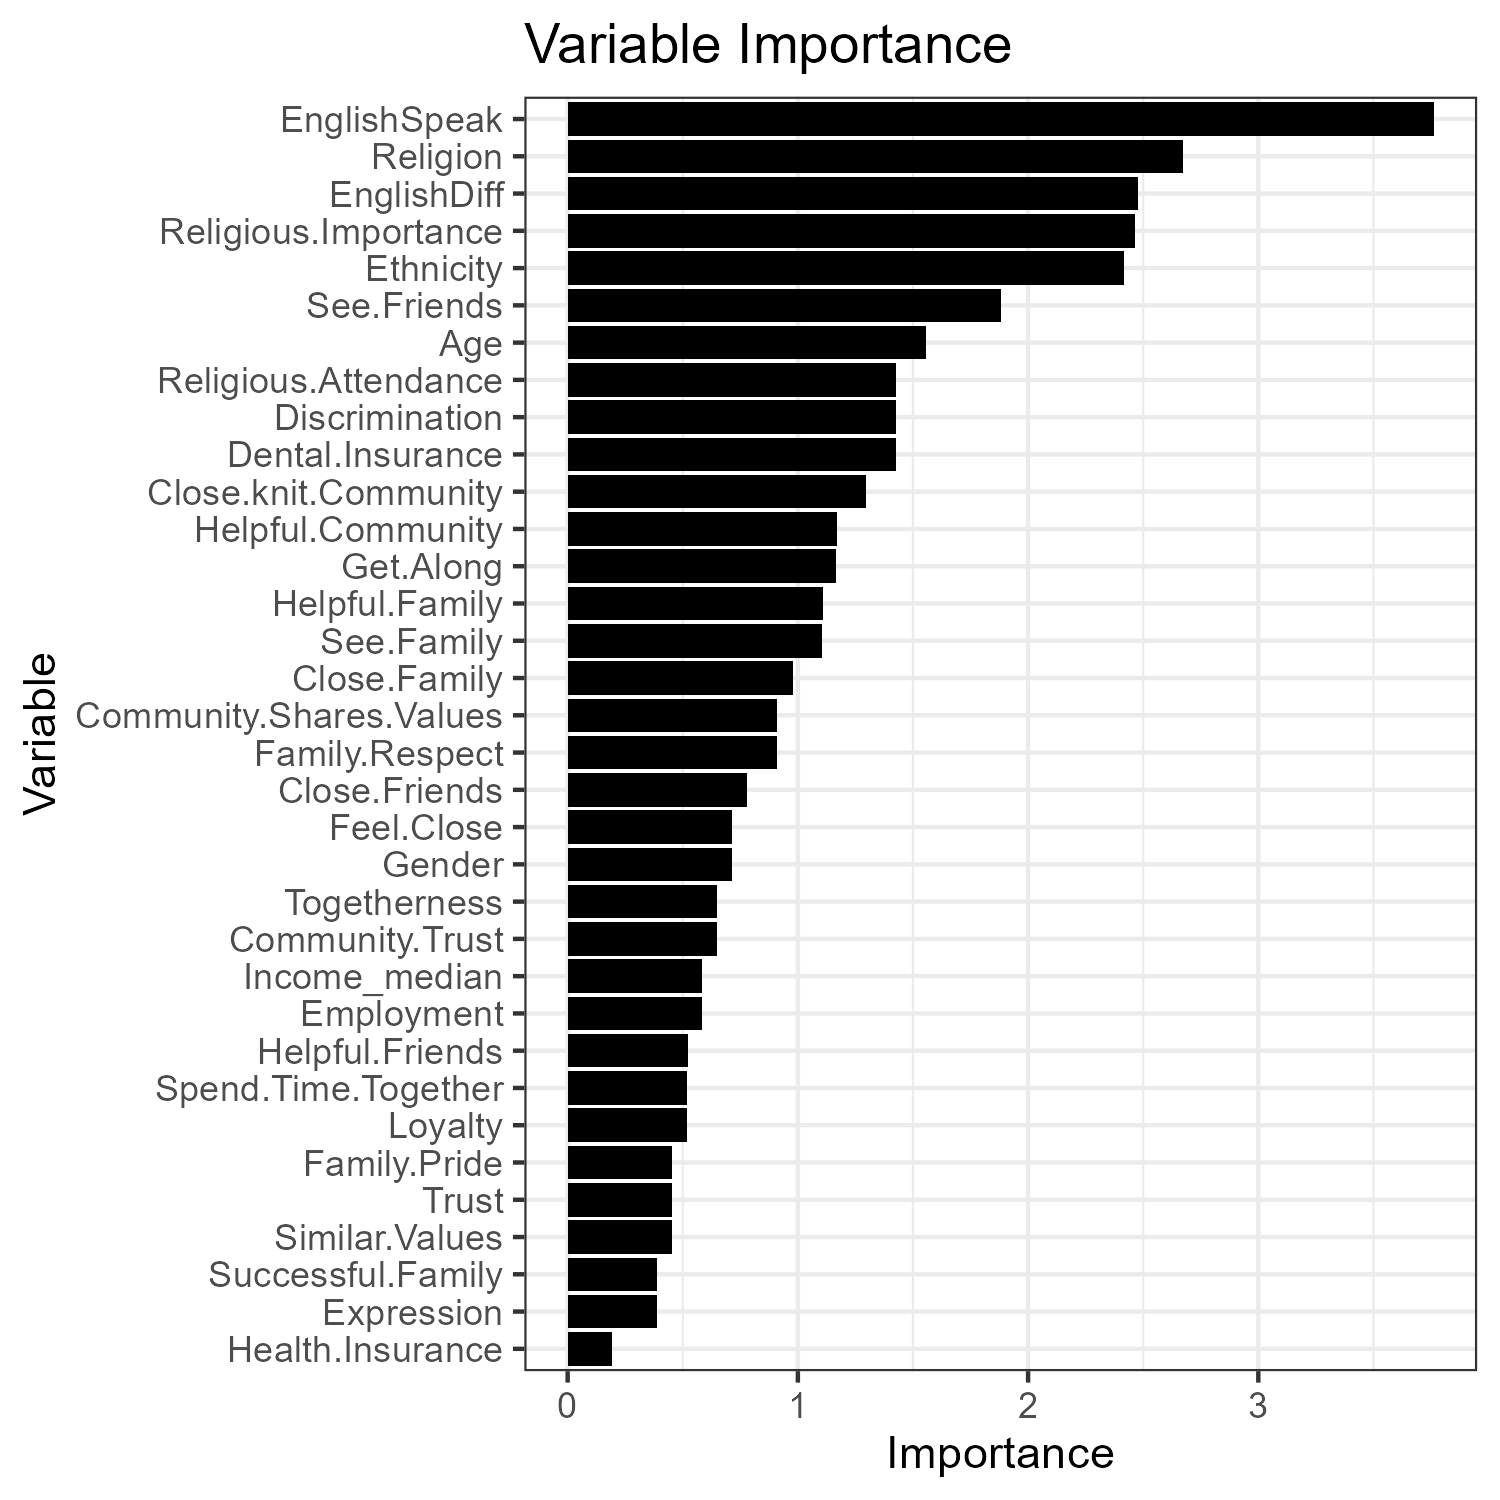 Variable Importance
EnglishSpeak
Religion
EnglishDiff
Religious.Importance
Ethnicity
See.Friends
Age
Religious.Attendance
Discrimination
Dental.Insurance
Close.knit.Community
Helpful.Community
Get.Along
Helpful.Family
See.Family
Close.Family
Community.Shares.Values
Family.Respect
Close.Friends
Feel.Close
Gender
Togetherness
Community.Trust
Income_median
Employment
Helpful.Friends
Spend.Time.Together
Loyalty
Family.Pride
Trust
Similar.Values
Successful.Family
Expression
Health.Insurance
Variable
0 1 2 3
Importance